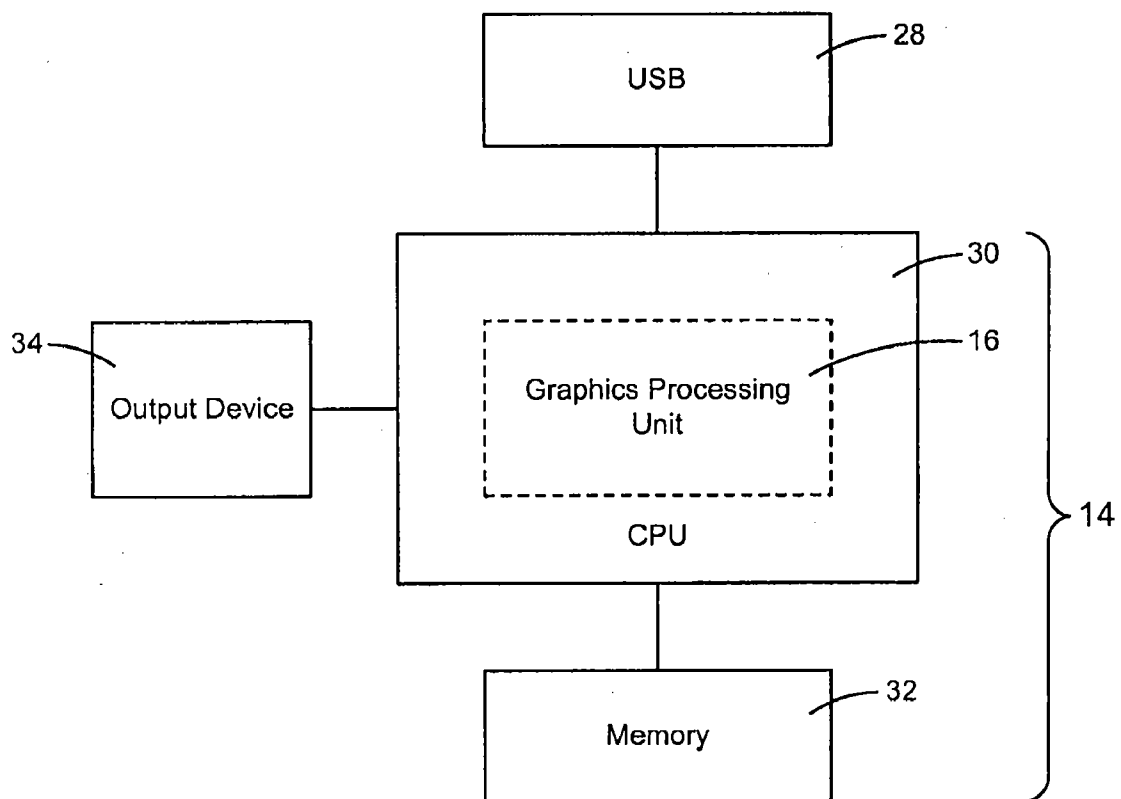 28
USB
30
16
34
Output Device
Graphics Processing
Unit
14
CPU
32
Memory